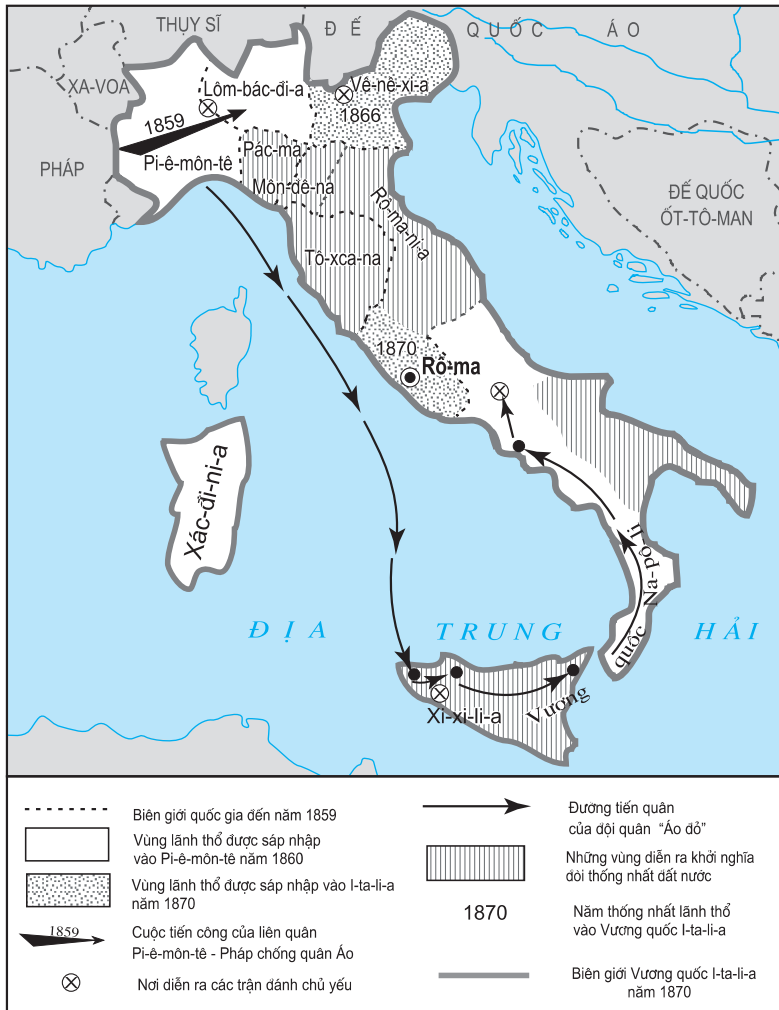 THỤY SĨ
ĐẾ QUỐC ÁO
XA-VOA
Lôm-bác-đi-a
Vê-nê-xi-a
1866
1859
PHÁP
Pi-ê-môn-tê
Pác-ma
Môn-đê-na
Rô-ma-ni-a
ĐẾ QUỐC
ỐT-TÔ-MAN
Tô-xca-na
1870
Rô-ma
Xác-đi-ni-a
ĐỊA TRUNG HẢI
Vương quốc Na-pô-li
Xi-xi-li-a
Biên giới quốc gia đến năm 1859
Vùng lãnh thổ được sáp nhập
vào Pi-ê-môn-tê năm 1860
Vùng lãnh thổ được sáp nhập vào I-ta-li-a
năm 1870
1859
Cuộc tiến công của liên quân
Pi-ê-môn-tê - Pháp chống quân Áo
Nơi diễn ra các trận đánh chủ yếu
Đường tiến quân
của đội quân “Áo đỏ”
Những vùng diễn ra khởi nghĩa
đòi thống nhất đất nước
1870
Năm thống nhất lãnh thổ
vào Vương quốc I-ta-li-a
Biên giới Vương quốc I-ta-li-a
năm 1870